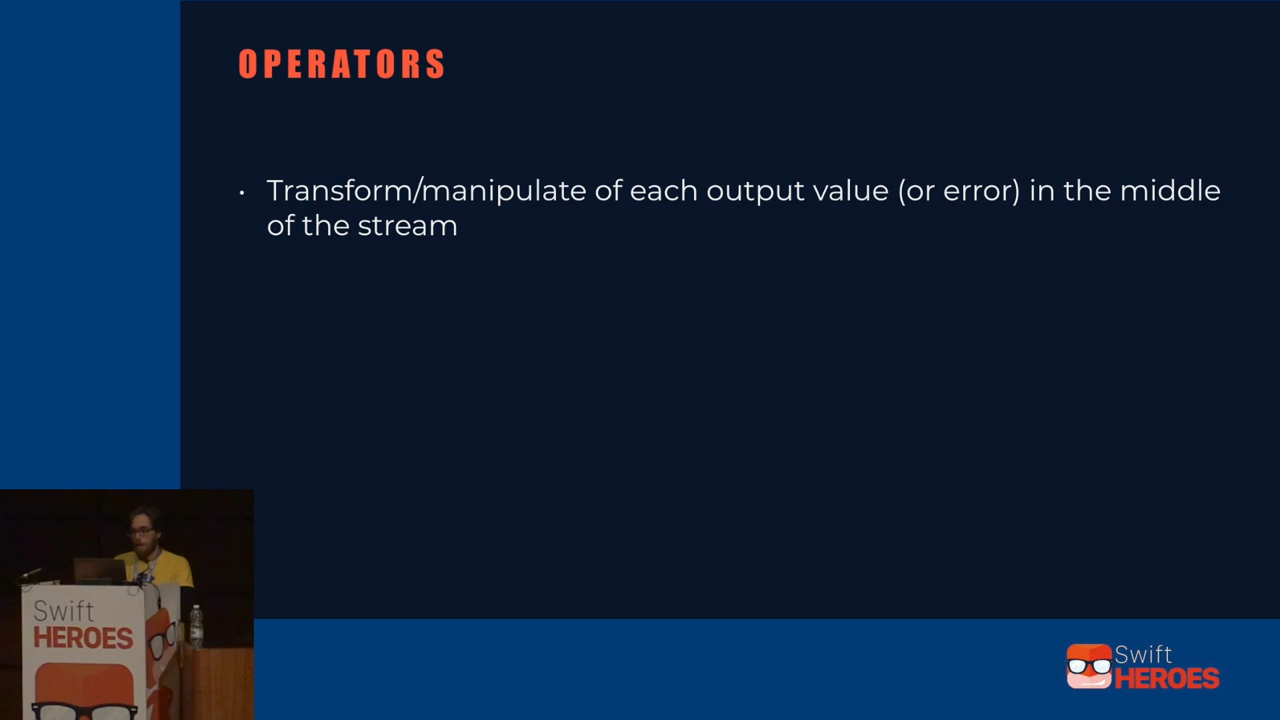 OPERATORS
• Transform/manipulate of each output value (or error) in the middle
of the stream
Swift
HEROES
Swift
HEROES